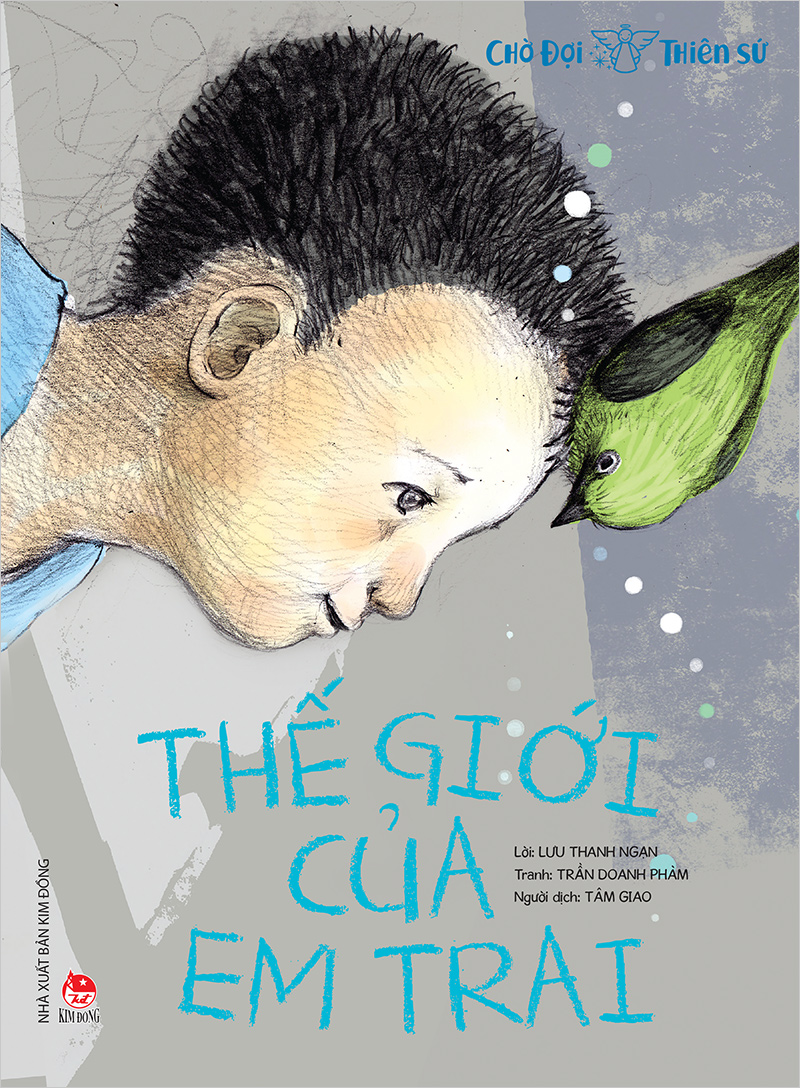 Chờ Đợi Thiên Sứ
THẾ GIỚI
CỦA
EM TRAI
Lời: LƯU THANH NGẠN
Tranh: TRẦN DOANH PHÀM
Người dịch: TÂM GIAO
NHÀ XUẤT BẢN KIM ĐỒNG
KIM ĐỒNG